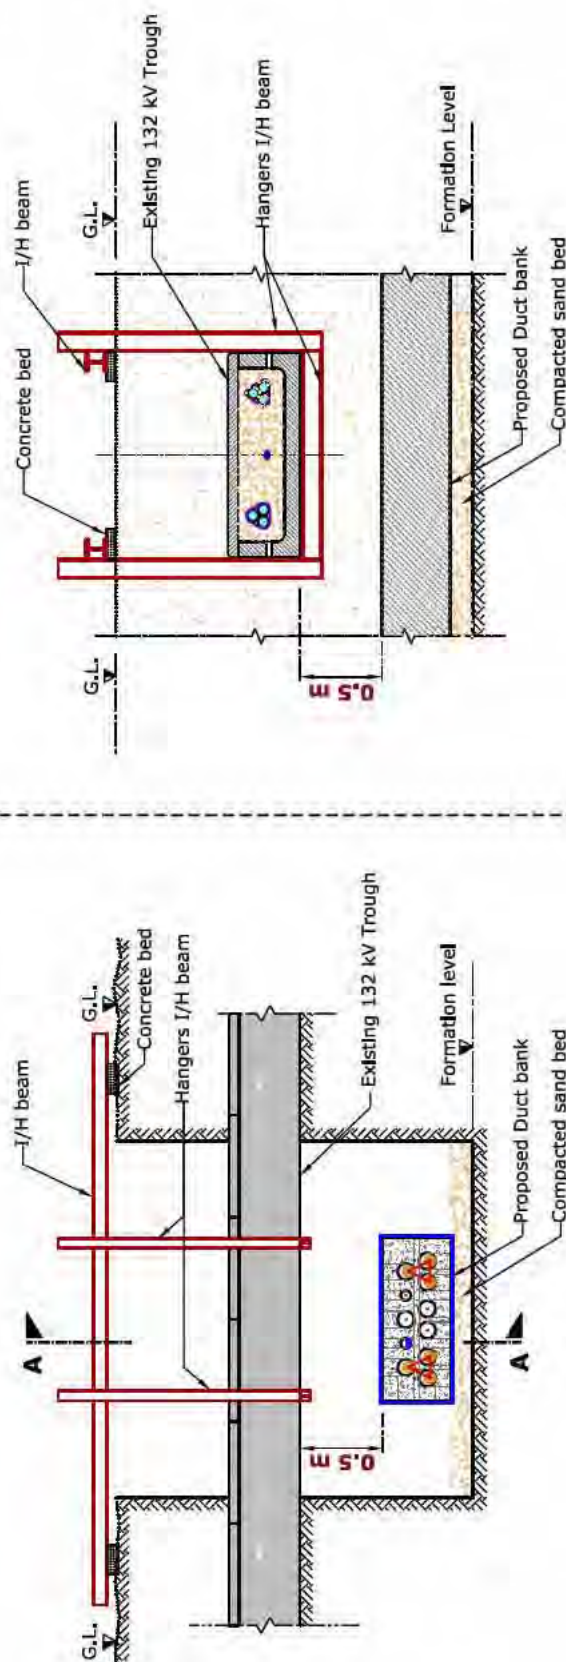 G.L.
I/H beam
G.L.
Concrete bed
Hangers I/H beam
A
0.5 m
Existing 132 kV Trough
Formation level
Proposed Duct bank
Compacted sand bed
A
G.L.
Concrete bed
I/H beam
G.L.
Existing 132 kV Trough
Hangers I/H beam
0.5 m
Formation Level
Proposed Duct bank
Compacted sand bed